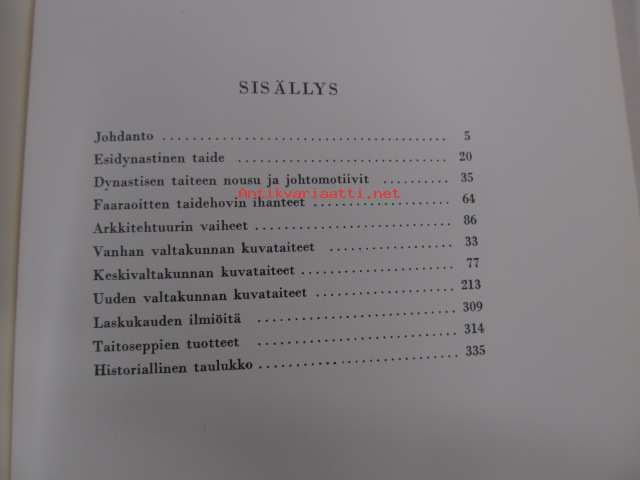 SISÄLLYS
Johdanto 5
Esidynastinen taide 20
Dynastisen taiteen nousu ja johtomotiivit 35
Antikvariaatti.net
Faaraoitten taidehovin ihanteet 64
Arkkitehtuurin vaiheet 86
Vanhan valtakunnan kuvataiteet 33
Keskivaltakunnan kuvataiteet 77
Uuden valtakunnan kuvataiteet 213
Laskukauden ilmiöitä 309
Taitoseppien tuotteet 314
Historiallinen taulukko 335